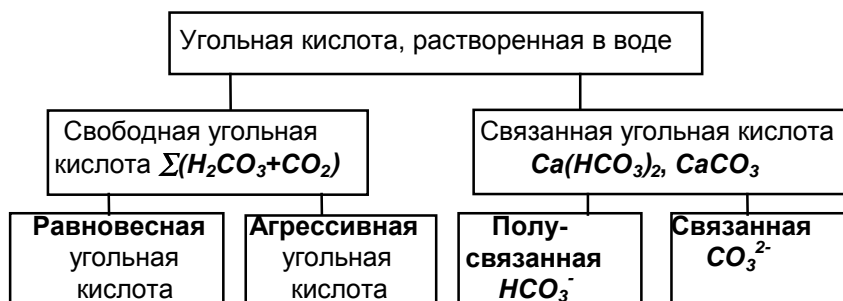 Угольная кислота, растворенная в воде
Свободная угольная
кислота ∑(H₂CO₃+CO₂)
Связанная угольная кислота
Ca(HCO₃)₂, CaCO₃
Равновесная
угольная
кислота
Агрессивная
угольная
кислота
Полу-
связанная
HCO₃⁻
Связанная
CO₃²⁻